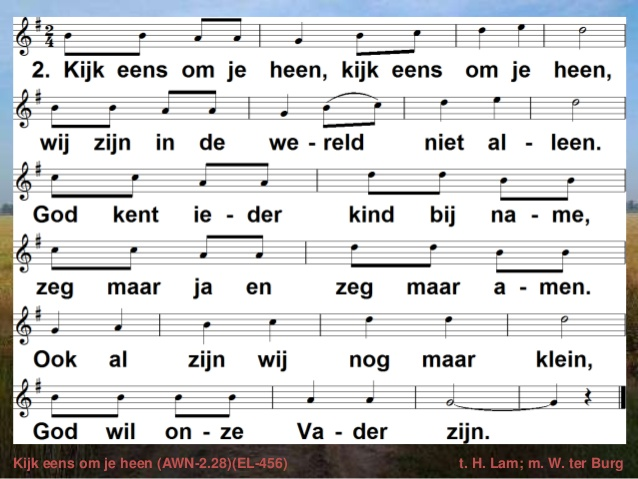 2. Kijk eens om je heen, kijk eens om je heen,
wij zijn in de we - reld niet al - leen.
God kent ie - der kind bij na - me,
zeg maar ja en zeg maar a - men.
Ook al zijn wij nog maar klein,
God wil on - ze Va - der zijn.
Kijk eens om je heen (AWN-2.28)(EL-456) t. H. Lam; m. W. ter Burg